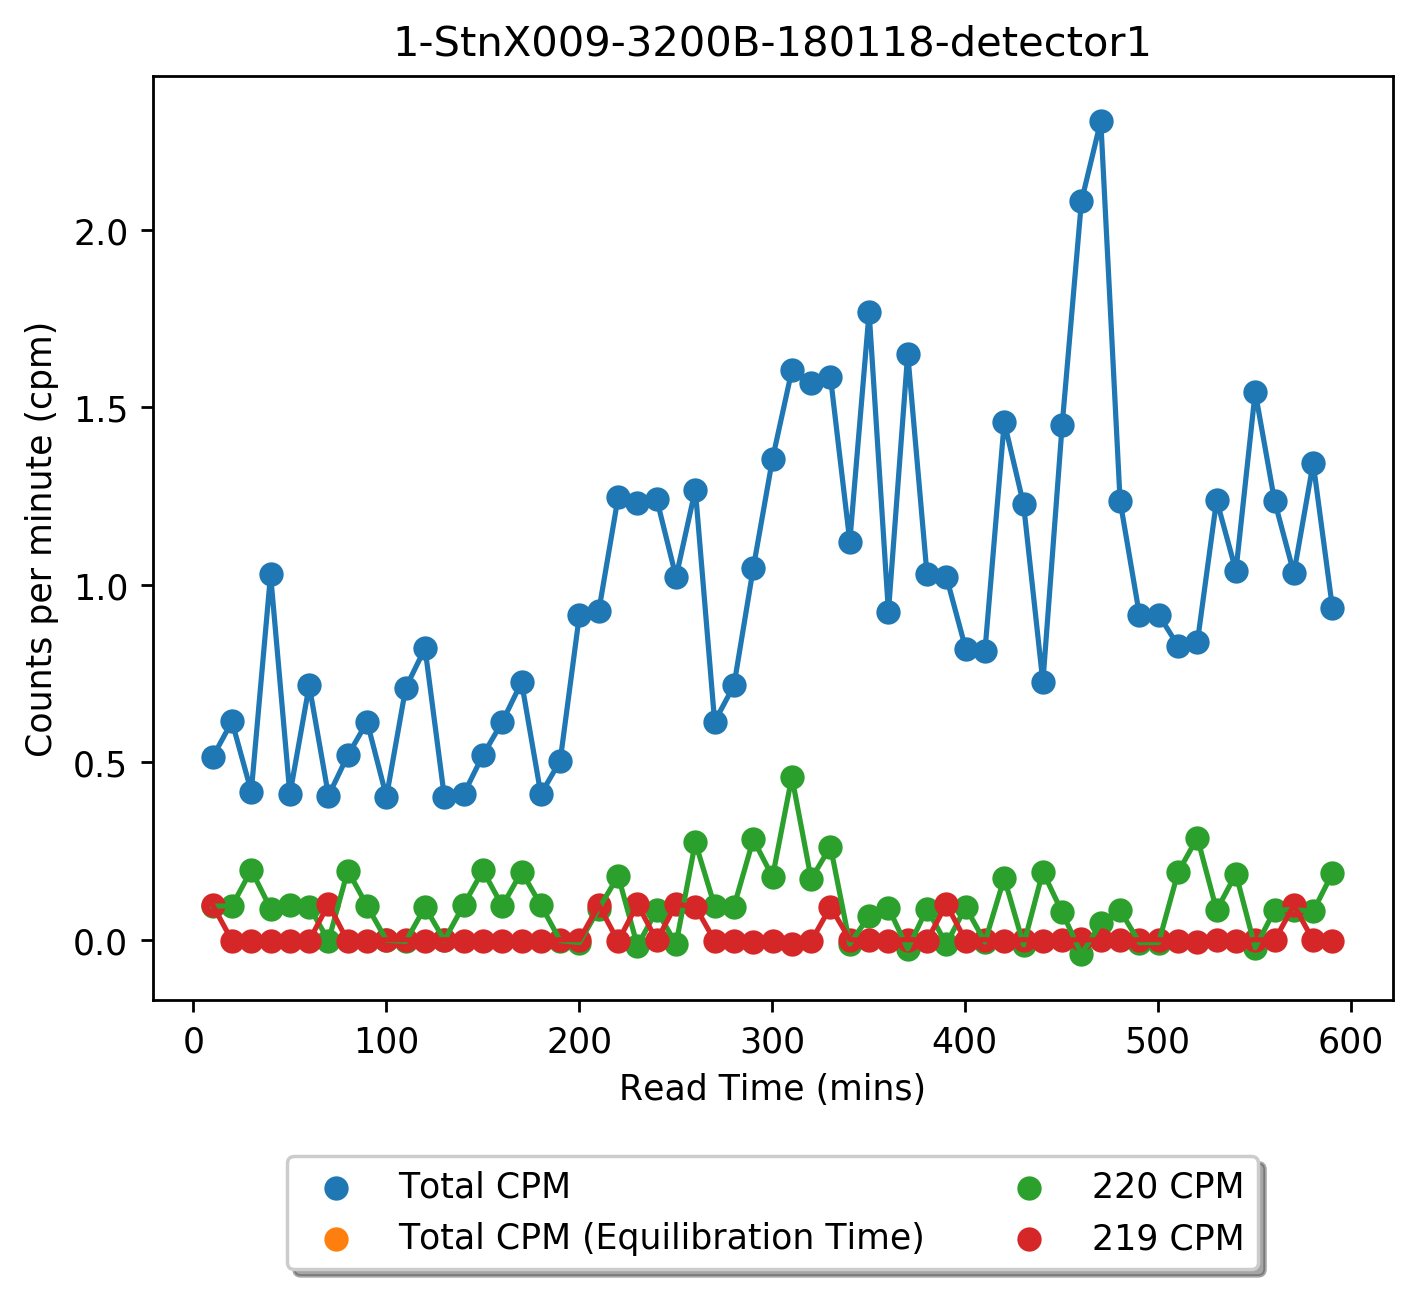 1-StnX009-3200B-180118-detector1
Counts per minute (cpm)
2.0
1.5
1.0
0.5
0.0
0 100 200 300 400 500 600
Read Time (mins)
Total CPM
Total CPM (Equilibration Time)
220 CPM
219 CPM